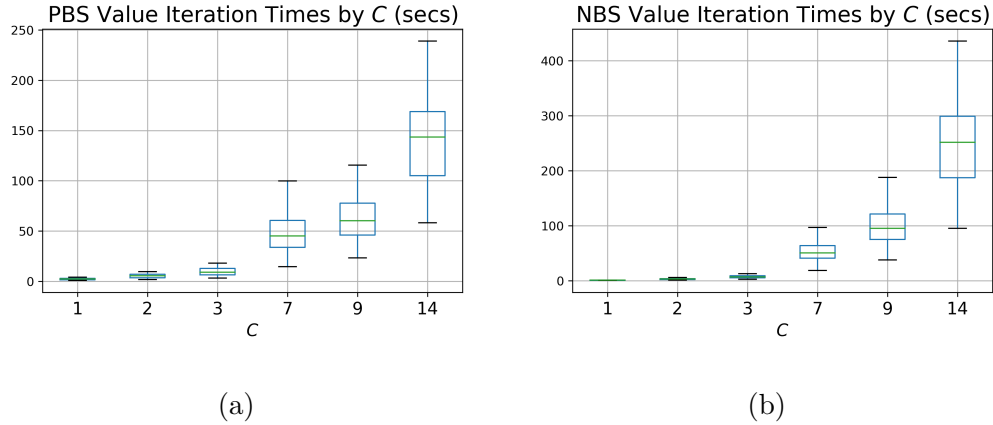 PBS Value Iteration Times by C (secs)
250
200
150
100
50
0
1 2 3 7 9 14
C
(a)
NBS Value Iteration Times by C (secs)
400
300
200
100
0
1 2 3 7 9 14
C
(b)